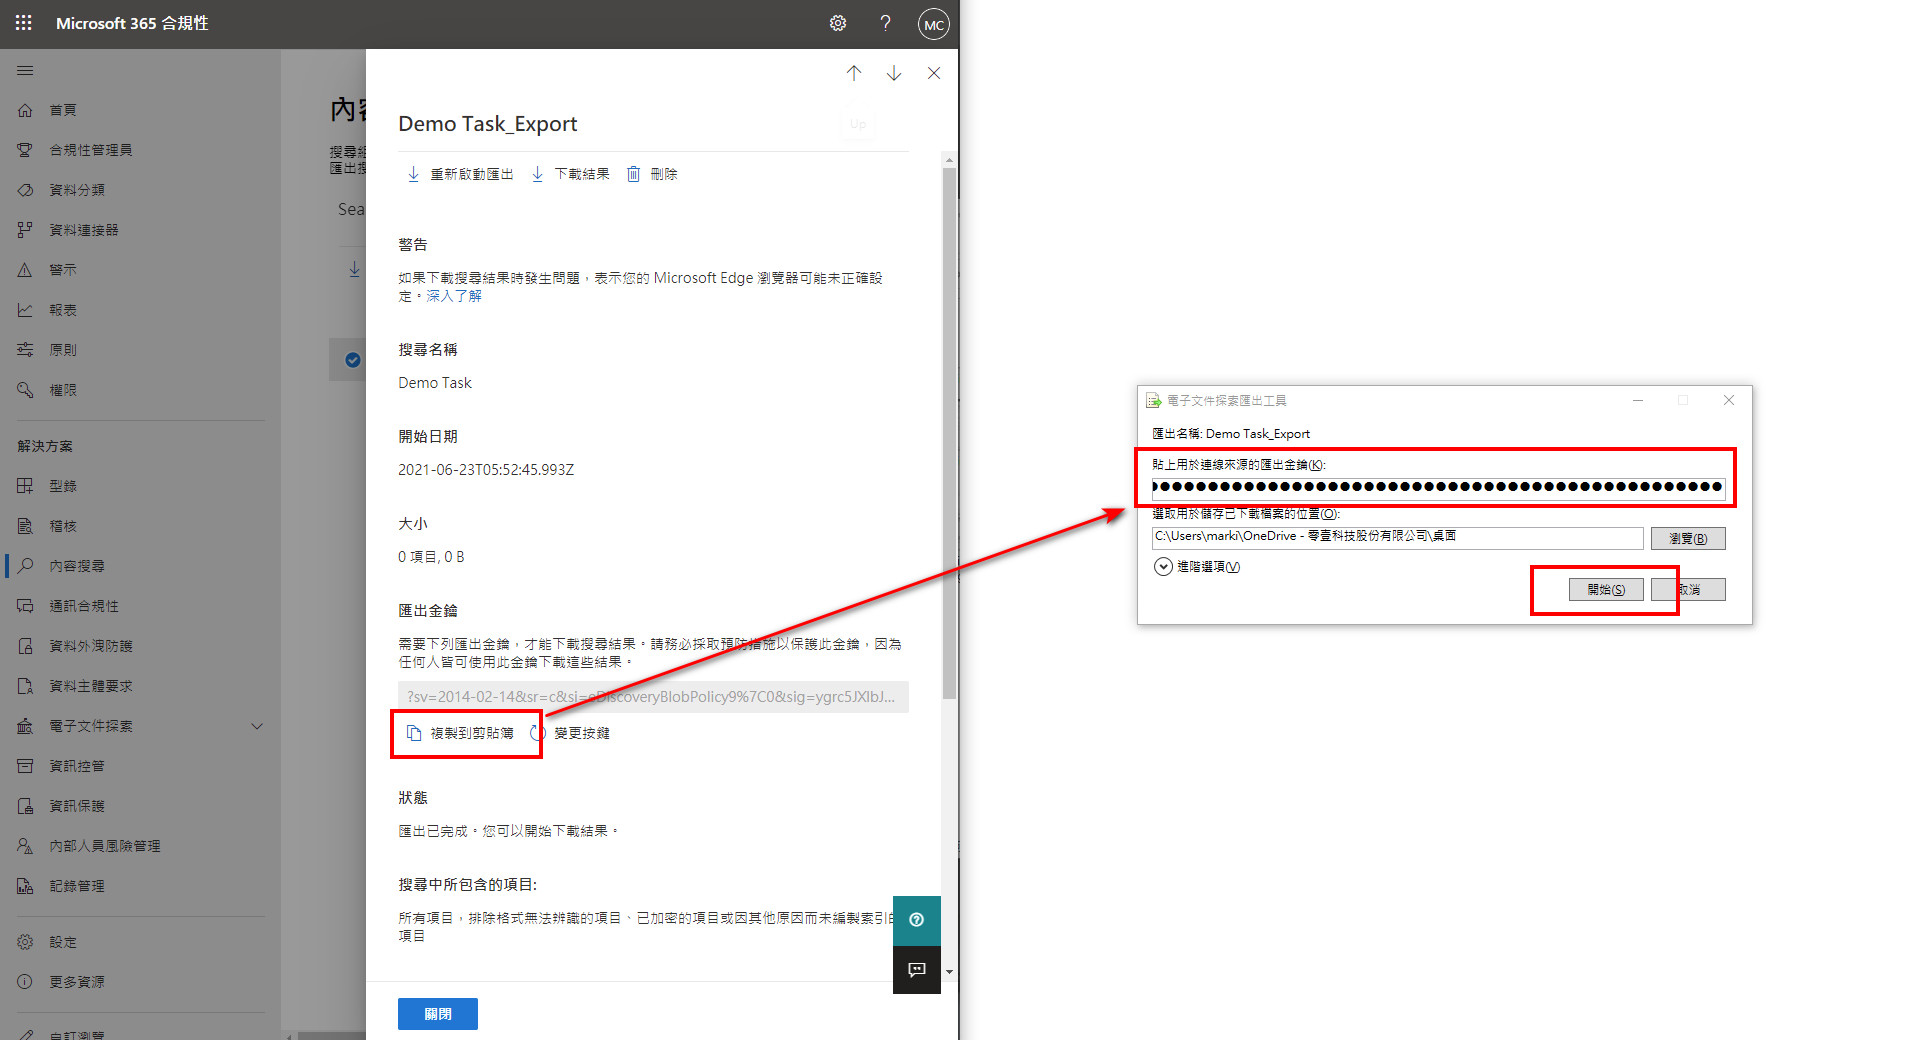 Microsoft 365 合規性
?
MC
首頁
合規性管理員
資料分類
資料連接器
警示
報表
原則
權限
解決方案
型錄
稽核
內容搜尋
通訊合規性
資料外洩防護
資料主體要求
電子文件探索
資訊控管
資訊保護
內部人員風險管理
記錄管理
設定
更多資源
自訂瀏覽
內容
搜尋組
匯出搜
Sea
Demo Task_Export
Up
重新啟動匯出
下載結果
刪除
警告
如果下載搜尋結果時發生問題，表示您的 Microsoft Edge 瀏覽器可能未正確設
定。深入了解
搜尋名稱
Demo Task
開始日期
2021-06-23T05:52:45.993Z
大小
0 項目, 0 B
匯出金鑰
需要下列匯出金鑰，才能下載搜尋結果。請務必採取預防措施以保護此金鑰，因為
任何人皆可使用此金鑰下載這些結果。
?sv=2014-02-14&sr=c&si=eDiscoveryBlobPolicy9%7C0&sig=ygrc5JXIbJ...
複製到剪貼簿
變更按鍵
狀態
匯出已完成。您可以開始下載結果。
搜尋中所包含的項目:
所有項目，排除格式無法辨識的項目、已加密的項目或因其他原因而未編製索引的
項目
關閉
電子文件探索匯出工具
匯出名稱: Demo Task_Export
貼上用於連線來源的匯出金鑰(K):
選取用於儲存已下載檔案的位置(O):
C:\Users\marki\OneDrive - 零壹科技股份有限公司\桌面
瀏覽(B)
進階選項(V)
開始(S)
取消